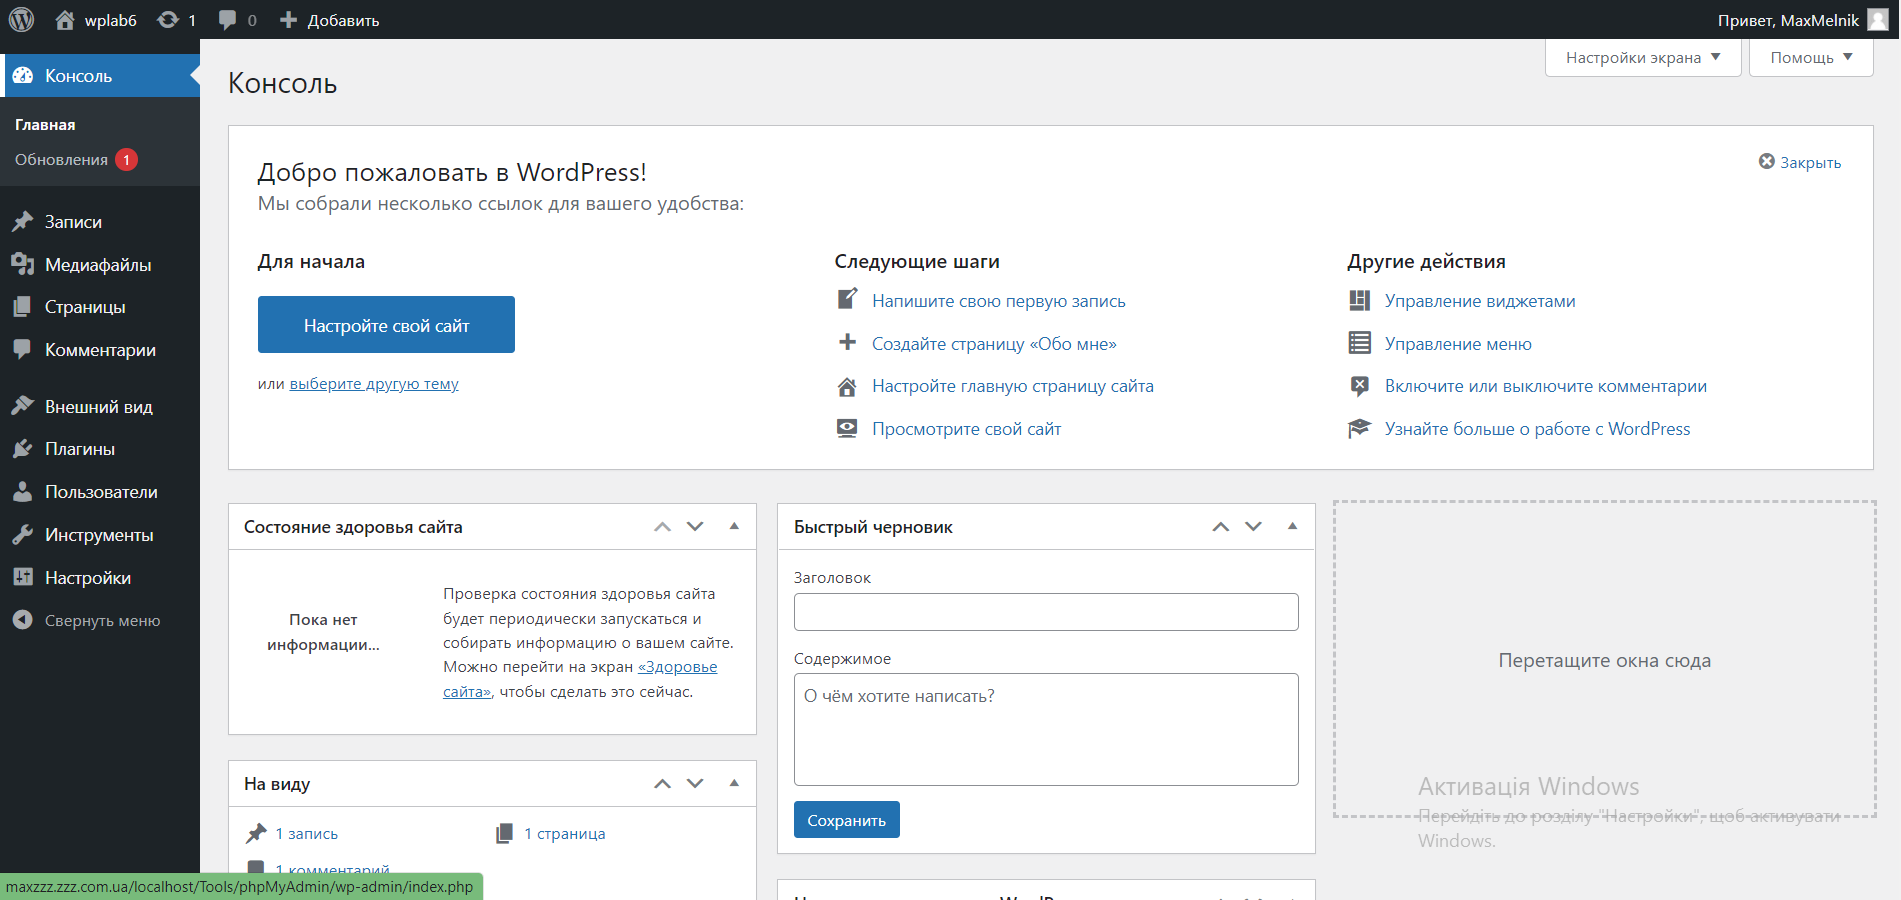 wplab6
1
0
Добавить
Привет, MaxMelnik
Консоль
Главная
Обновления 1
Записи
Медиафайлы
Страницы
Комментарии
Внешний вид
Плагины
Пользователи
Инструменты
Настройки
Свернуть меню
Настройки экрана
Помощь
Консоль
Добро пожаловать в WordPress!
Мы собрали несколько ссылок для вашего удобства:
Закрыть
Для начала
Настройте свой сайт
или выберите другую тему
Следующие шаги
Напишите свою первую запись
Создайте страницу «Обо мне»
Настройте главную страницу сайта
Просмотрите свой сайт
Другие действия
Управление виджетами
Управление меню
Включите или выключите комментарии
Узнайте больше о работе с WordPress
Состояние здоровья сайта
Пока нет
информации...
Проверка состояния здоровья сайта
будет периодически запускаться и
собирать информацию о вашем сайте.
Можно перейти на экран «Здоровье
сайта», чтобы сделать это сейчас.
На виду
1 запись
1 страница
1 комментарий
Быстрый черновик
Заголовок
Содержимое
О чём хотите написать?
Сохранить
Перетащите окна сюда
Активація Windows
Перейдіть до розділу "Настройки", щоб активувати
Windows.
maxzzz.zzz.com.ua/localhost/Tools/phpMyAdmin/wp-admin/index.php